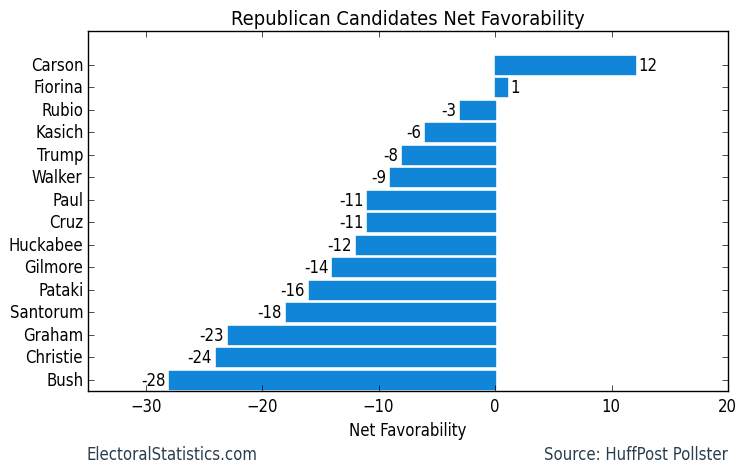 Republican Candidates Net Favorability
Carson 12
Fiorina 1
Rubio -3
Kasich -6
Trump -8
Walker -9
Paul -11
Cruz -11
Huckabee -12
Gilmore -14
Pataki -16
Santorum -18
Graham -23
Christie -24
Bush -28
−30 −20 −10 0 10 20
Net Favorability
ElectoralStatistics.com Source: HuffPost Pollster